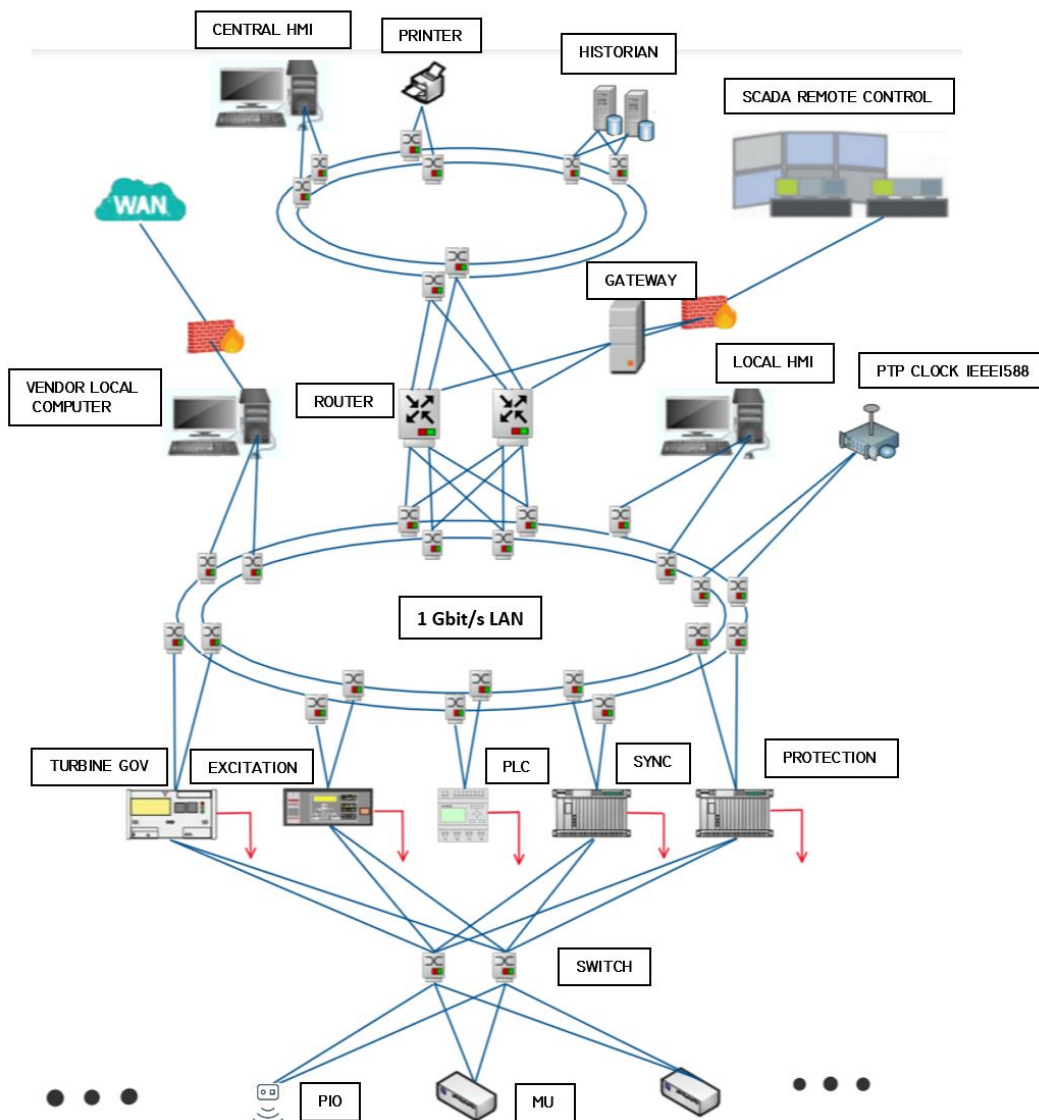 CENTRAL HMI
PRINTER
HISTORIAN
SCADA REMOTE CONTROL
WAN
GATEWAY
VENDOR LOCAL
COMPUTER
ROUTER
LOCAL HMI
PTP CLOCK IEEE1588
1 Gbit/s LAN
TURBINE GOV
EXCITATION
PLC
SYNC
PROTECTION
SWITCH
PIO
MU